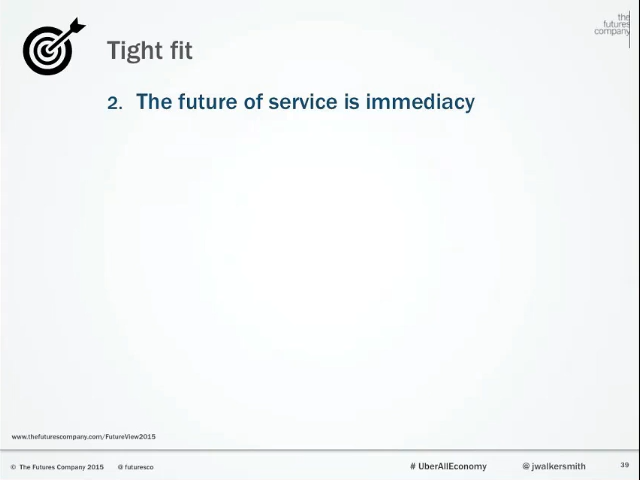 the
futures
company
Tight fit
2. The future of service is immediacy
www.thefuturescompany.com/FutureView2015
© The Futures Company 2015 @ futuresco # UberAllEconomy @ jwalkersmith 39